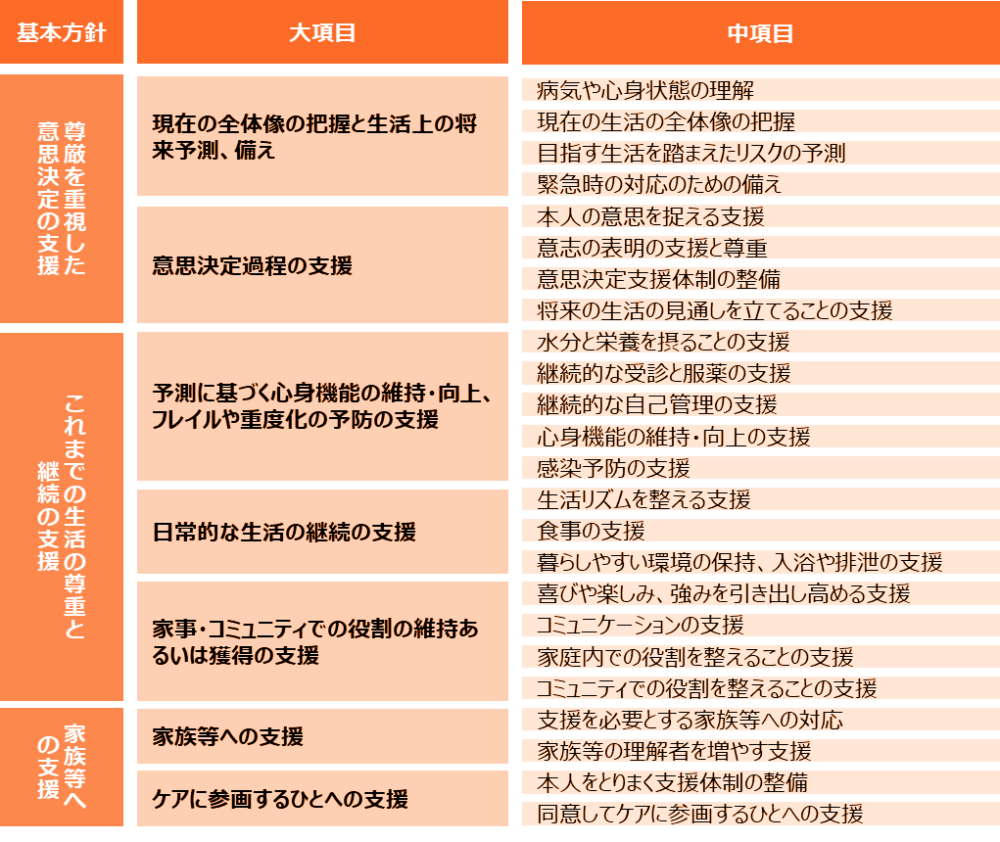 基本方針
大項目
中項目
尊厳を重視した
意思決定の支援
現在の全体像の把握と生活上の将
来予測、備え
病気や心身状態の理解
現在の生活の全体像の把握
目指す生活を踏まえたリスクの予測
緊急時の対応のための備え
意思決定過程の支援
本人の意思を捉える支援
意志の表明の支援と尊重
意思決定支援体制の整備
将来の生活の見通しを立てることの支援
これまでの生活の尊重と
継続の支援
予測に基づく心身機能の維持・向上、
フレイルや重度化の予防の支援
水分と栄養を摂ることの支援
継続的な受診と服薬の支援
継続的な自己管理の支援
心身機能の維持・向上の支援
感染予防の支援
日常的な生活の継続の支援
生活リズムを整える支援
食事の支援
暮らしやすい環境の保持、入浴や排泄の支援
家事・コミュニティでの役割の維持あ
るいは獲得の支援
喜びや楽しみ、強みを引き出し高める支援
コミュニケーションの支援
家庭内での役割を整えることの支援
コミュニティでの役割を整えることの支援
家族等へ
の支援
家族等への支援
支援を必要とする家族等への対応
家族等の理解者を増やす支援
ケアに参画するひとへの支援
本人をとりまく支援体制の整備
同意してケアに参画するひとへの支援